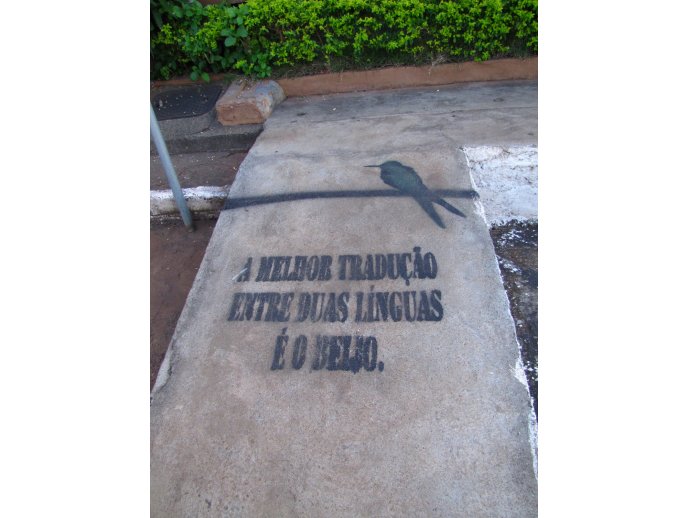 A MELHOR TRADUÇÃO
ENTRE DUAS LÍNGUAS
É O BEIJO.